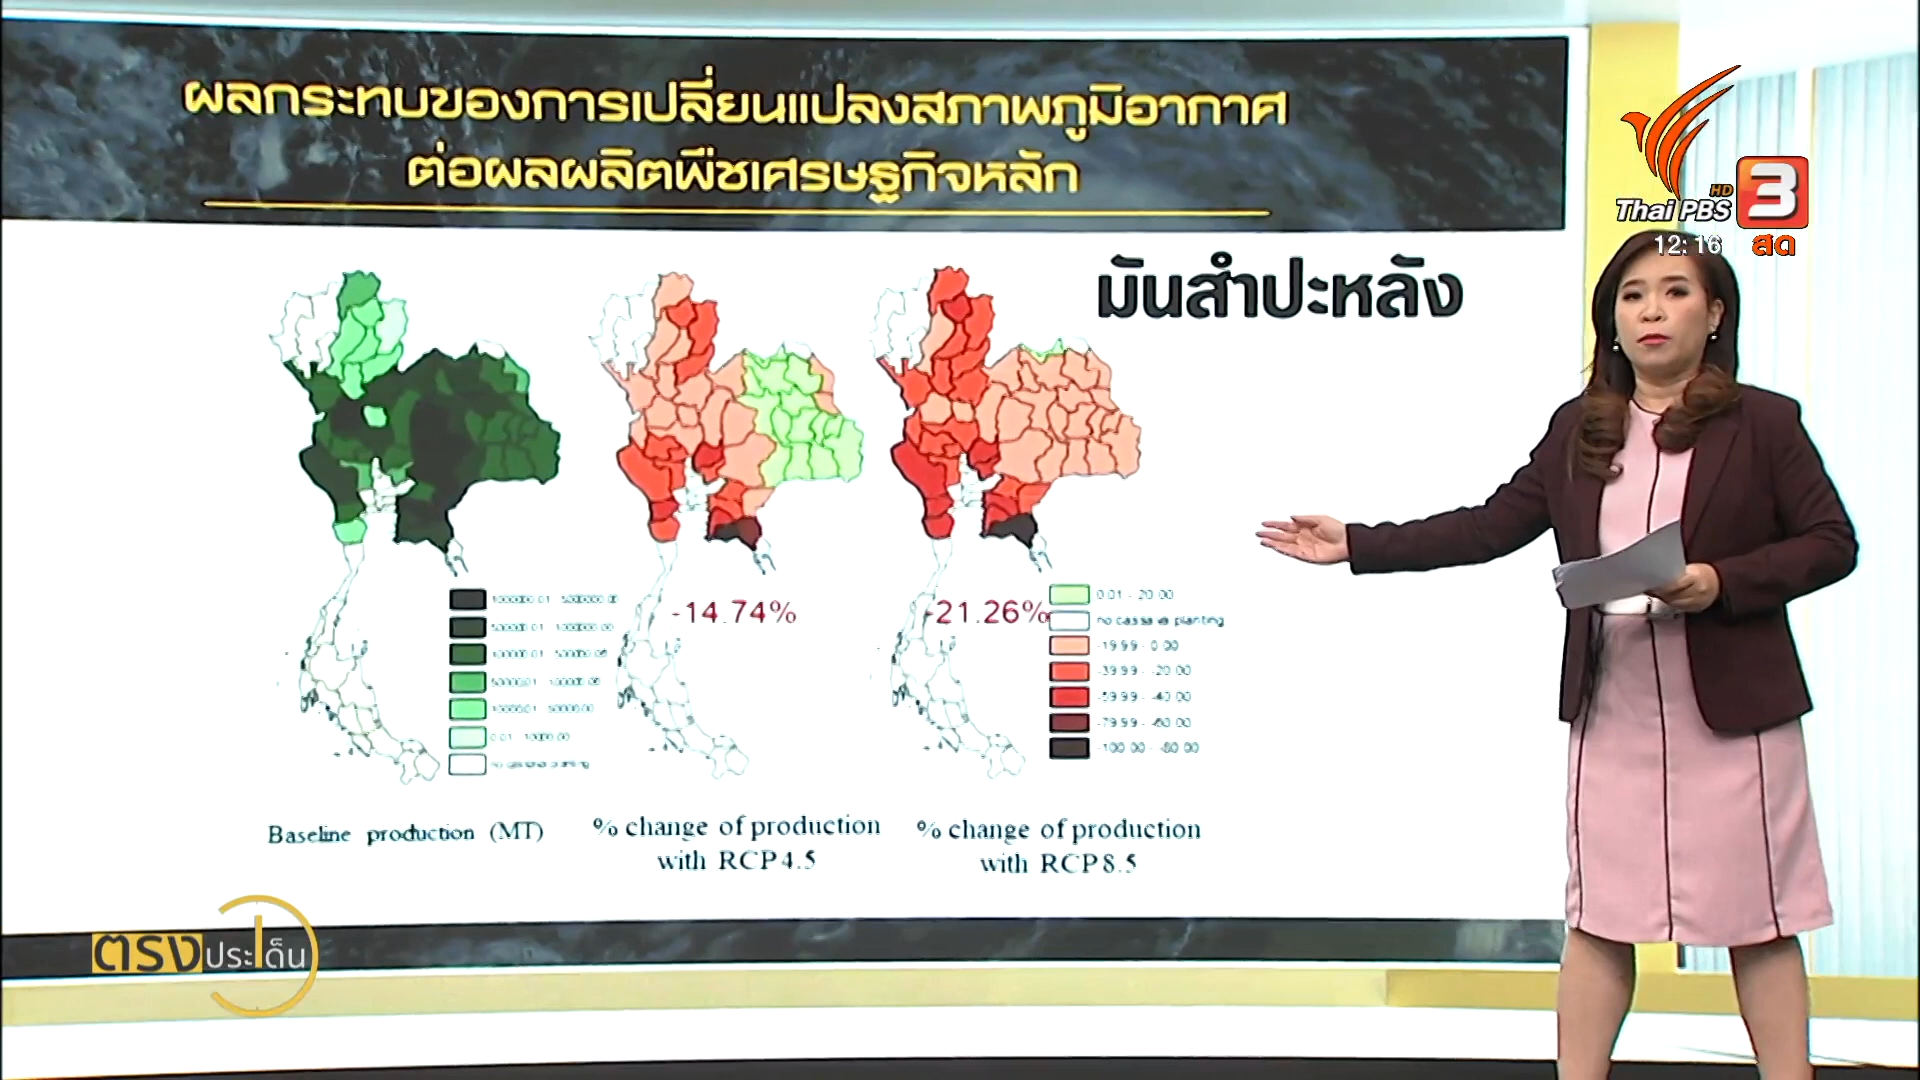 ผลกระทบของการเปลี่ยนแปลงสภาพภูมิอากาศ
ต่อผลผลิตพืชเศรษฐกิจหลัก
Thai PBS HD 3
12:16 สด
มันสำปะหลัง
-14.74%
-21.26%
0.01 - 20.00
no cassava planting
-19.99 - 0.00
-39.99 - -20.00
-59.99 - -40.00
-79.99 - -60.00
-100.00 - -80.00
Baseline production (MT)
% change of production
with RCP4.5
% change of production
with RCP8.5
ตรงประเด็น